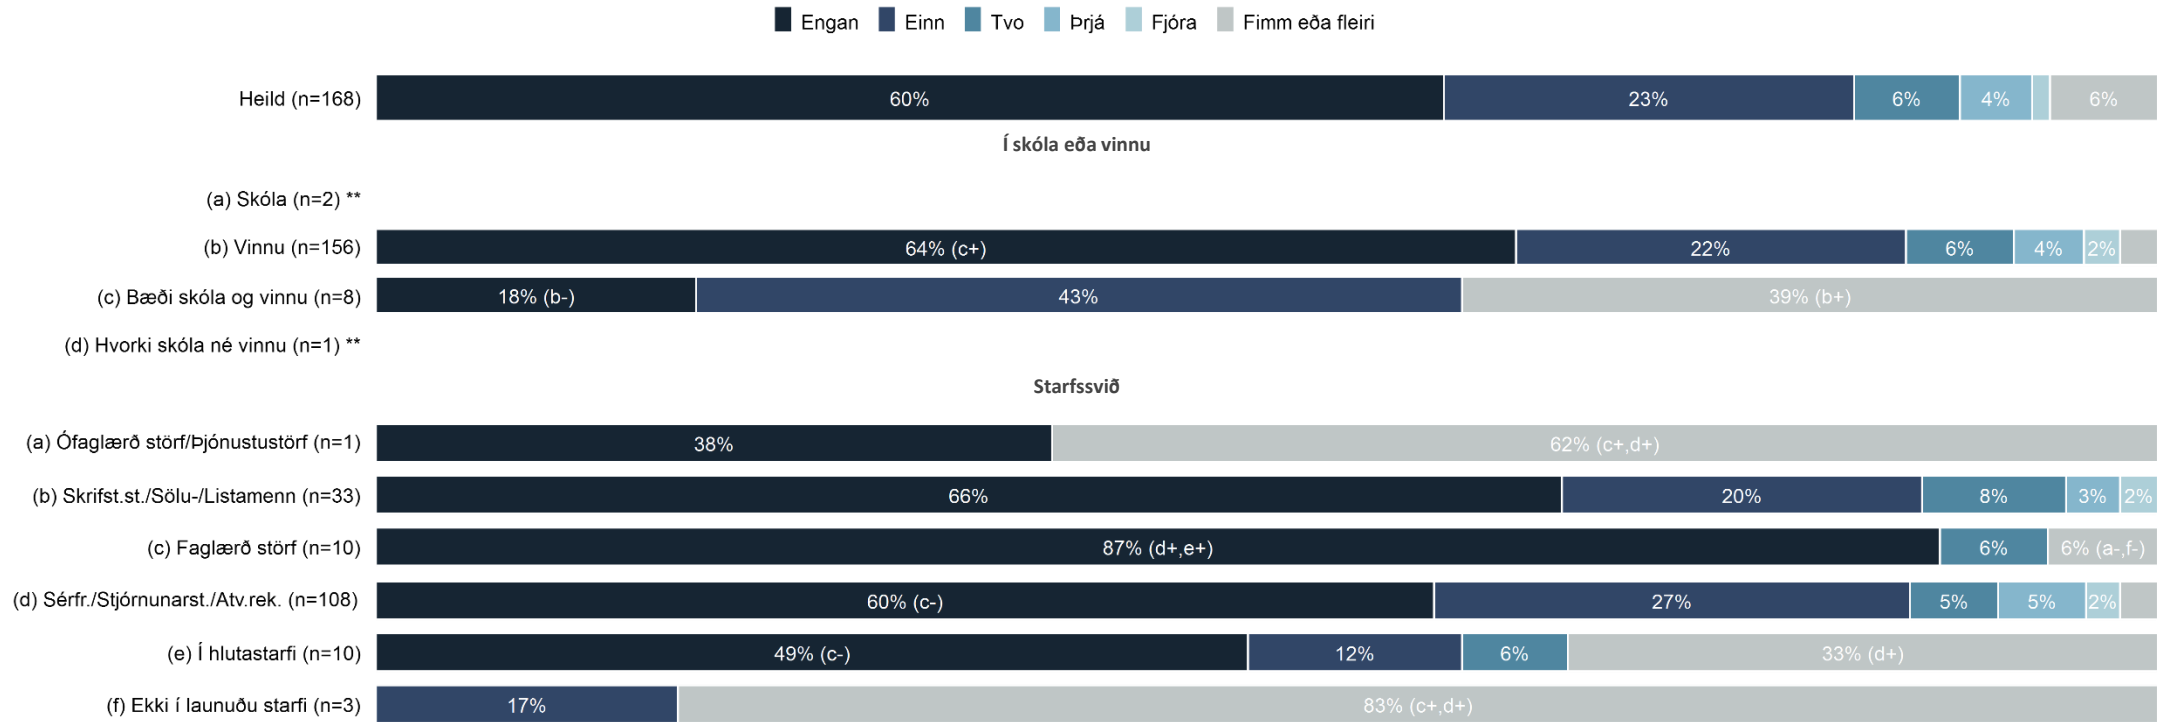 Engan Einn Tvo Þrjá Fjóra Fimm eða fleiri
Heild (n=168) 60% 23% 6% 4% 6%
Í skóla eða vinnu
(a) Skóla (n=2) **
(b) Vinnu (n=156) 64% (c+) 22% 6% 4% 2%
(c) Bæði skóla og vinnu (n=8) 18% (b-) 43% 39% (b+)
(d) Hvorki skóla né vinnu (n=1) **
Starfssvið
(a) Ófaglærð störf/Þjónustustörf (n=1) 38% 62% (c+,d+)
(b) Skrifst.st./Sölu-/Listamenn (n=33) 66% 20% 8% 3% 2%
(c) Faglærð störf (n=10) 87% (d+,e+) 6% 6% (a-,f-)
(d) Sérfr./Stjórnunarst./Atv.rek. (n=108) 60% (c-) 27% 5% 5% 2%
(e) Í hlutastarfi (n=10) 49% (c-) 12% 6% 33% (d+)
(f) Ekki í launuðu starfi (n=3) 17% 83% (c+,d+)